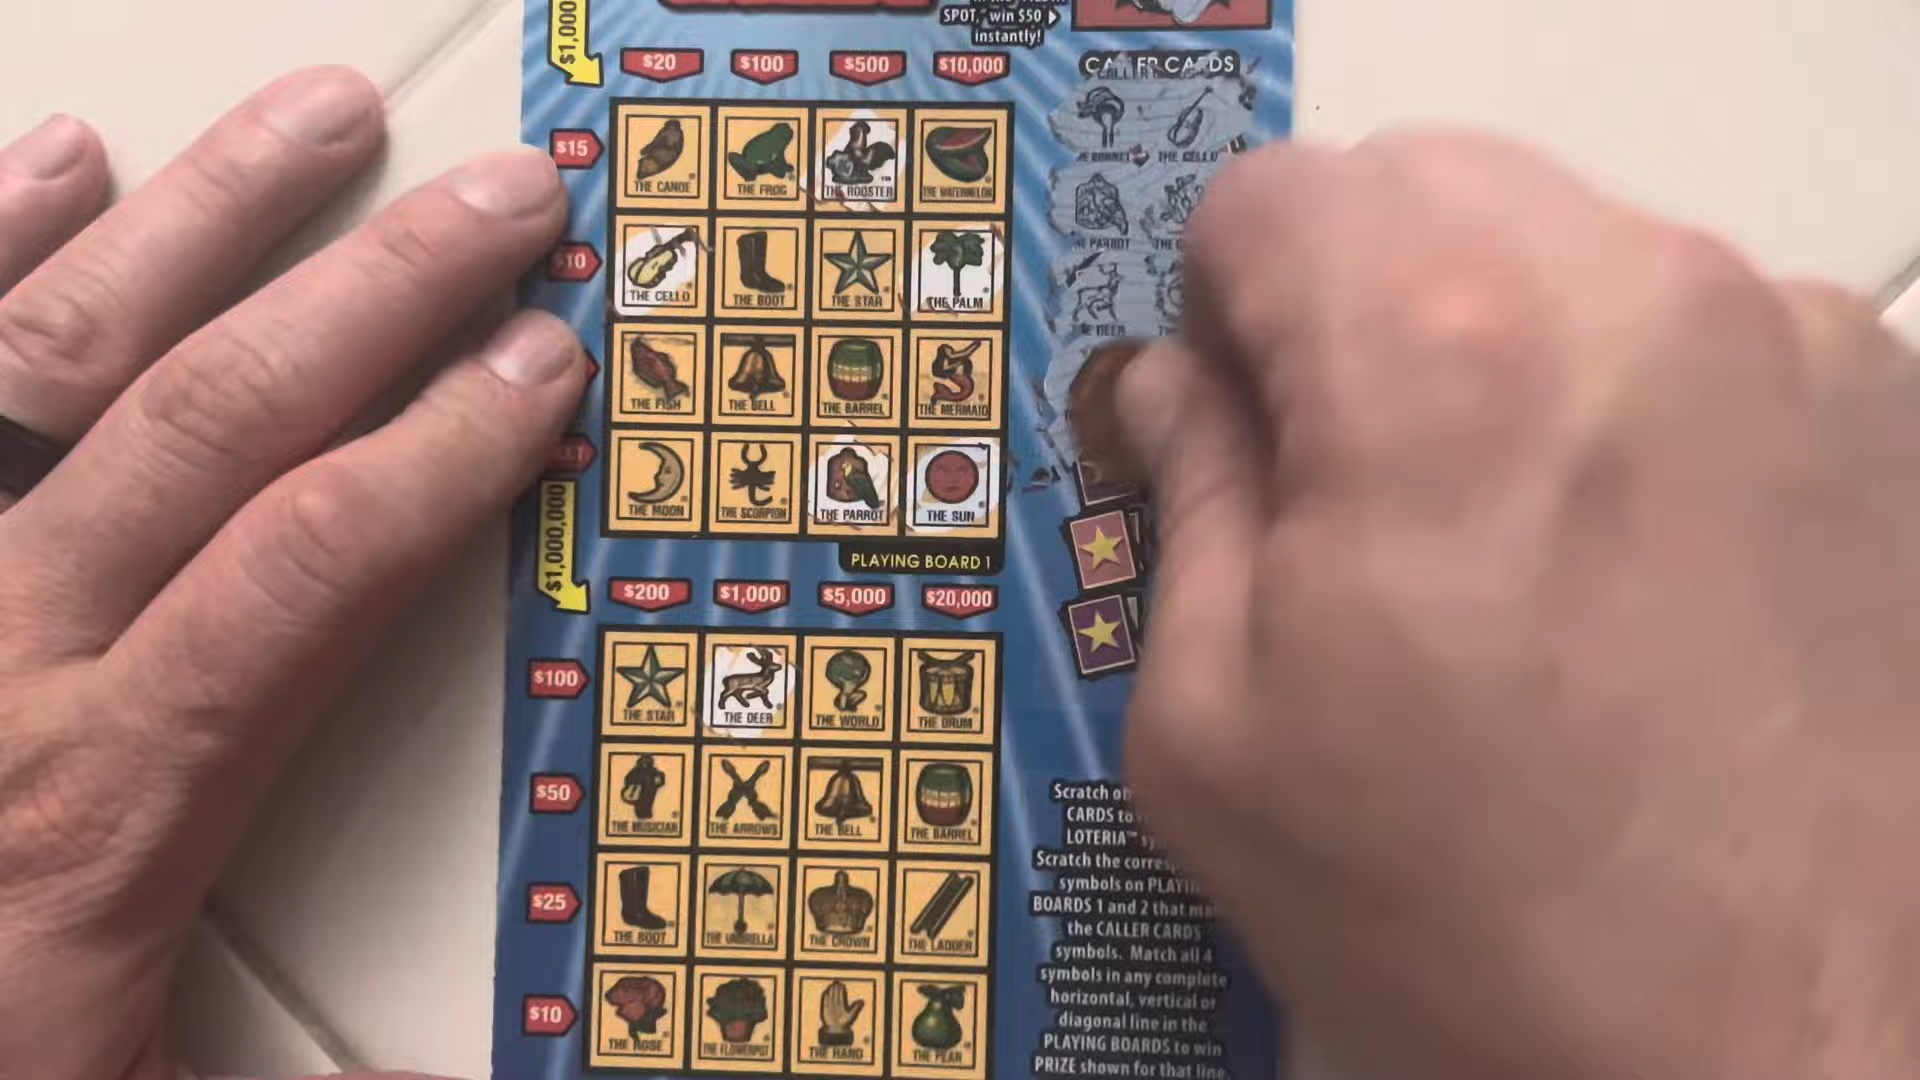 $1,000
SPOT, win $50
instantly!
$20 $100 $500 $10,000
CALLER CARDS
$15
THE CANOE THE FROG THE ROOSTER THE WATERMELON
THE CELLO
$10
THE CELLO THE BOOT THE STAR THE PALM
PARROT
THE DEER
THE FISH THE BELL THE BARREL THE MERMAID
THE MOON THE SCORPION THE PARROT THE SUN
PLAYING BOARD 1
$1,000,000
$200 $1,000 $5,000 $20,000
$100
THE STAR THE DEER THE WORLD THE DRUM
$50
THE MUSICIAN THE ARROWS THE BELL THE BARREL
$25
THE BOOT THE UMBRELLA THE CROWN THE LADDER
$10
THE ROSE THE FLOWERPOT THE HAND THE PEAR
Scratch
CARDS to
LOTERIA™
Scratch the
symbols on
BOARDS 1 and 2 that
the CALLER CARDS
symbols. Match all 4
symbols in any complete
horizontal, vertical or
diagonal line in the
PLAYING BOARDS to win
PRIZE shown for that line.